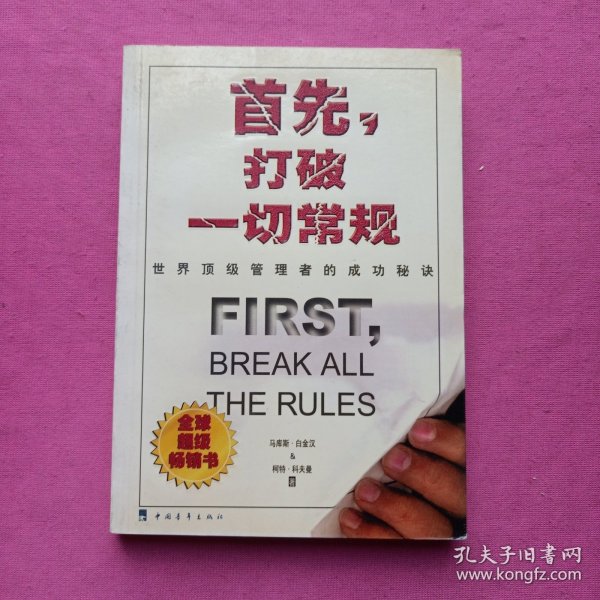 首先，
打破
一切常规
世界顶级管理者的成功秘诀
FIRST,
BREAK ALL
THE RULES
全球
超级
畅销书
马库斯·白金汉
&
柯特·科夫曼
著
中国青年出版社
孔夫子旧书网
www.kongfz.com